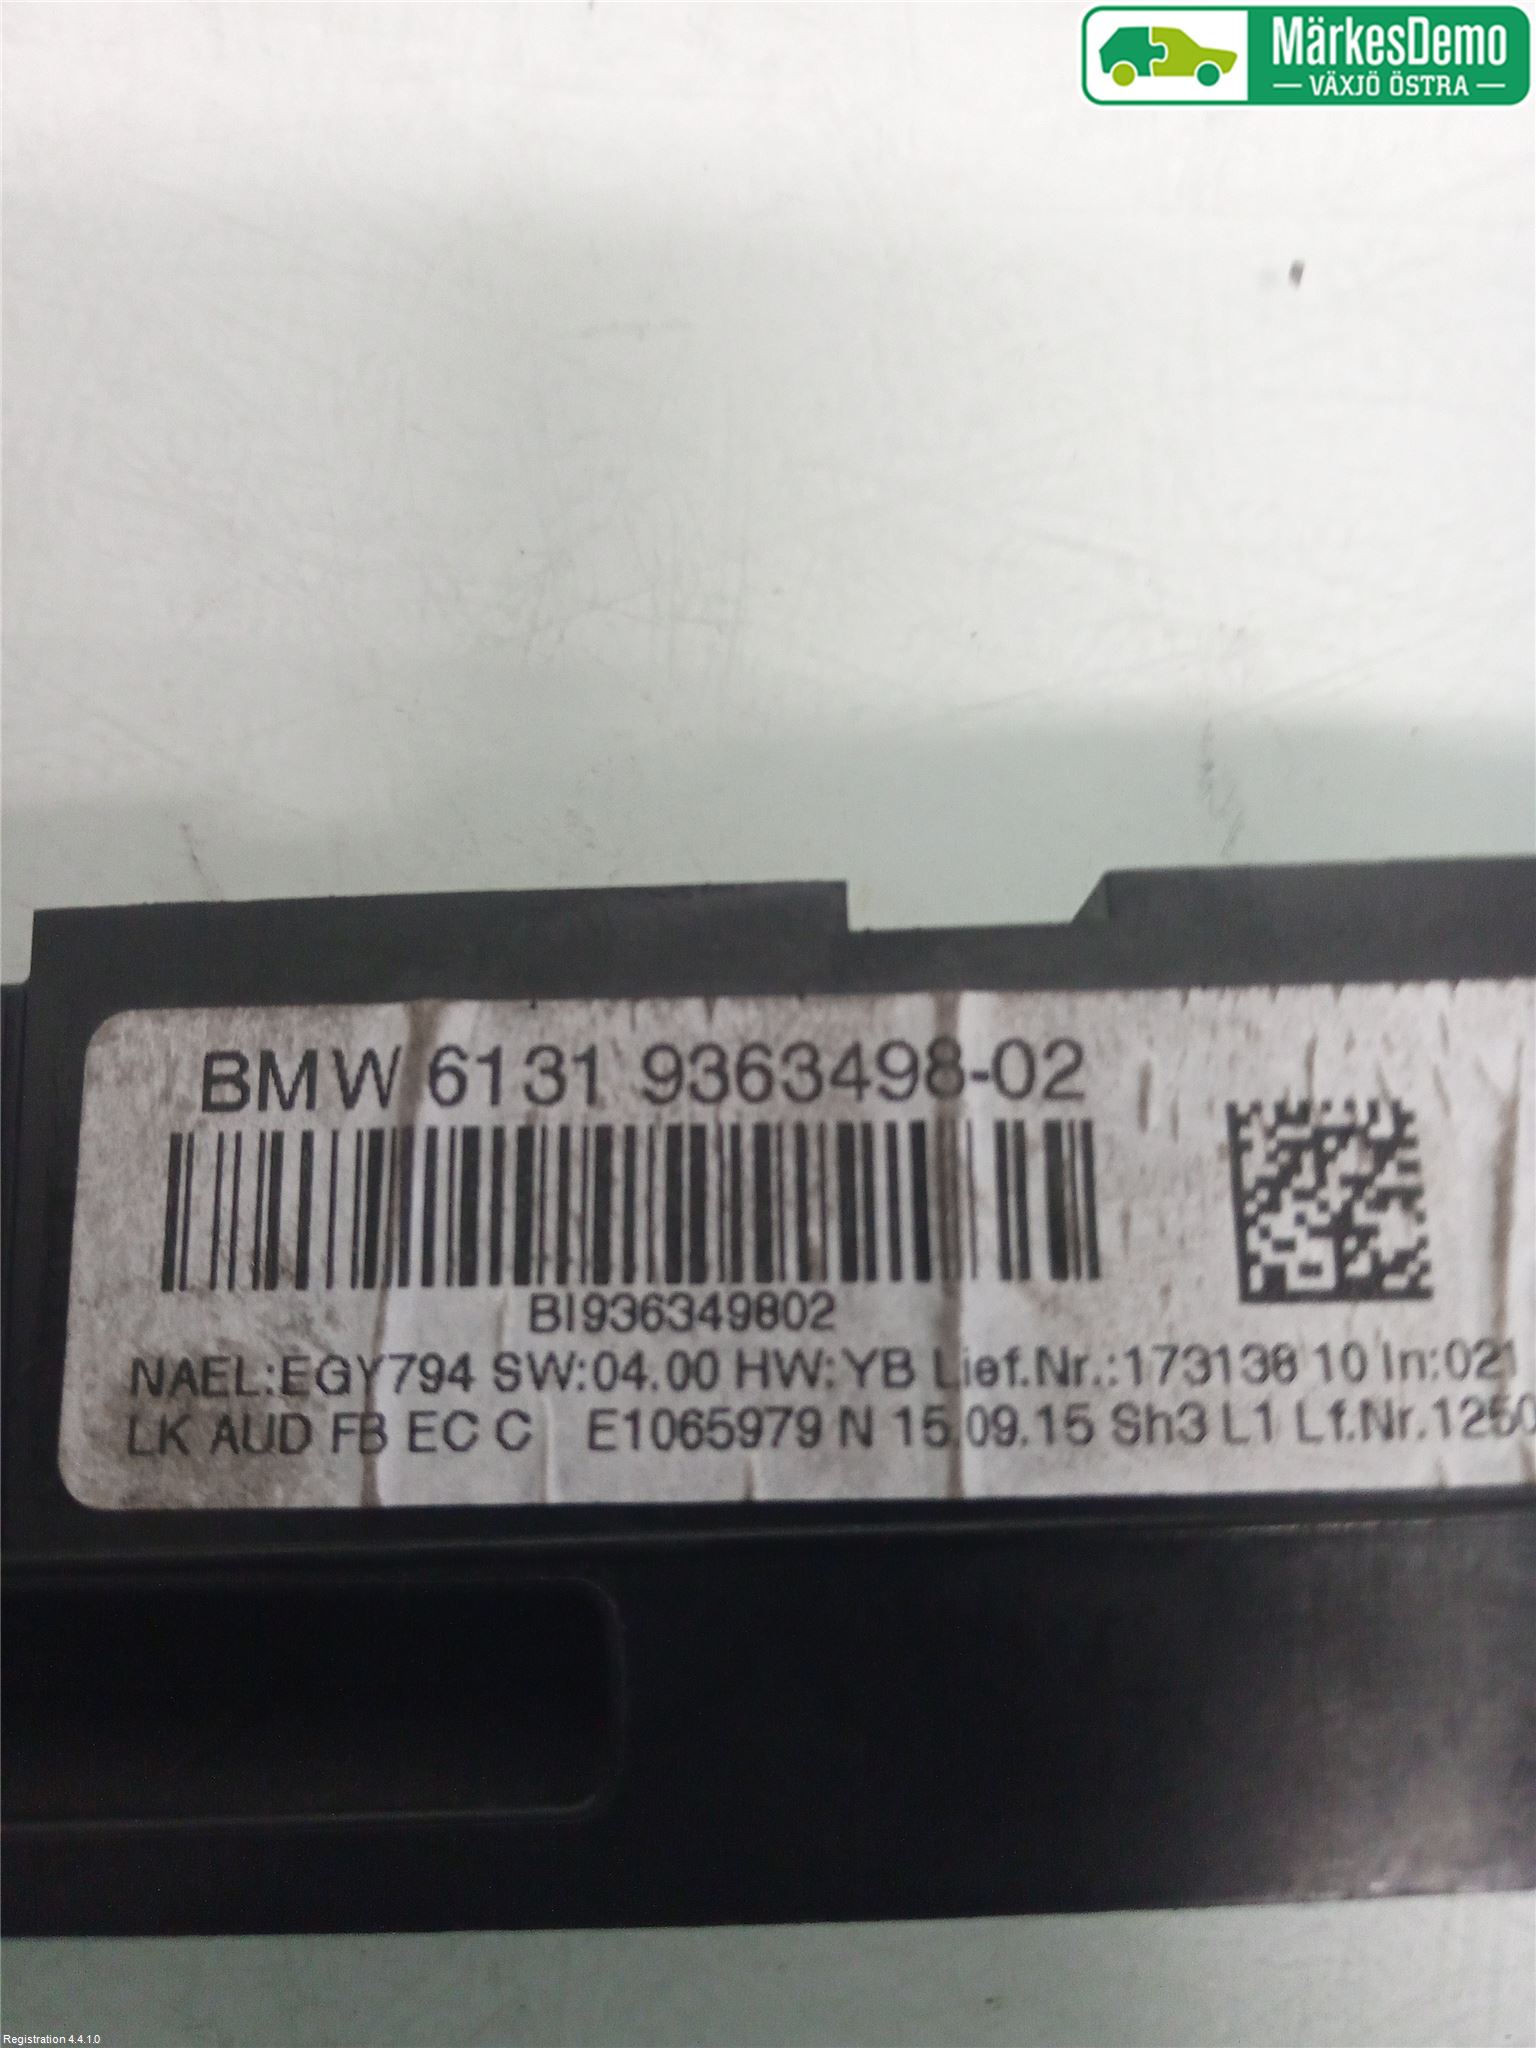 MärkesDemo
VÄXJÖ ÖSTRA
BMW 6131 9363498-02
BI936349802
NAEL:EGY794 SW:04.00 HW:YB Lief.Nr.:173138 10 In:021
LK AUD FB EC C E1065979 N 15.09.15 Sh3 L1 Lf.Nr.1250
Registration 4.4.1.0